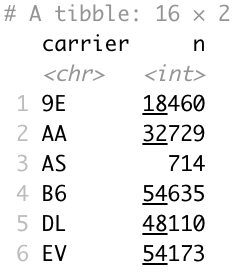 # A tibble: 16 × 2
carrier n
<chr> <int>
1 9E 18460
2 AA 32729
3 AS 714
4 B6 54635
5 DL 48110
6 EV 54173